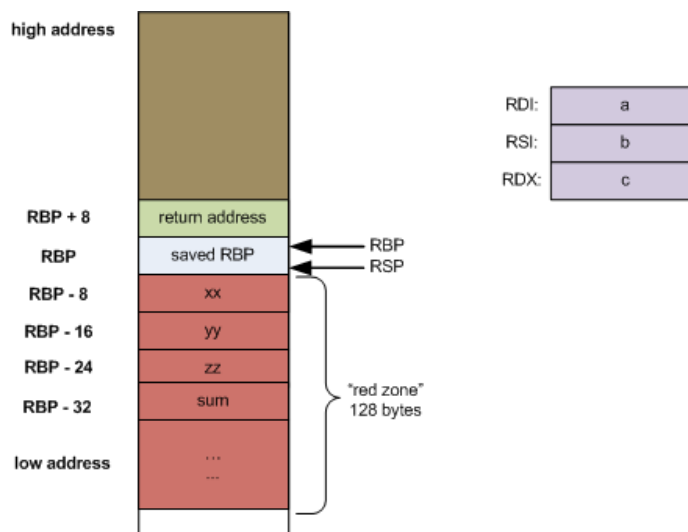 high address
RDI: a
RSI: b
RDX: c
RBP + 8 return address
RBP saved RBP RBP
RSP
RBP - 8 xx
RBP - 16 yy
RBP - 24 zz
RBP - 32 sum
"red zone"
128 bytes
low address ...
...